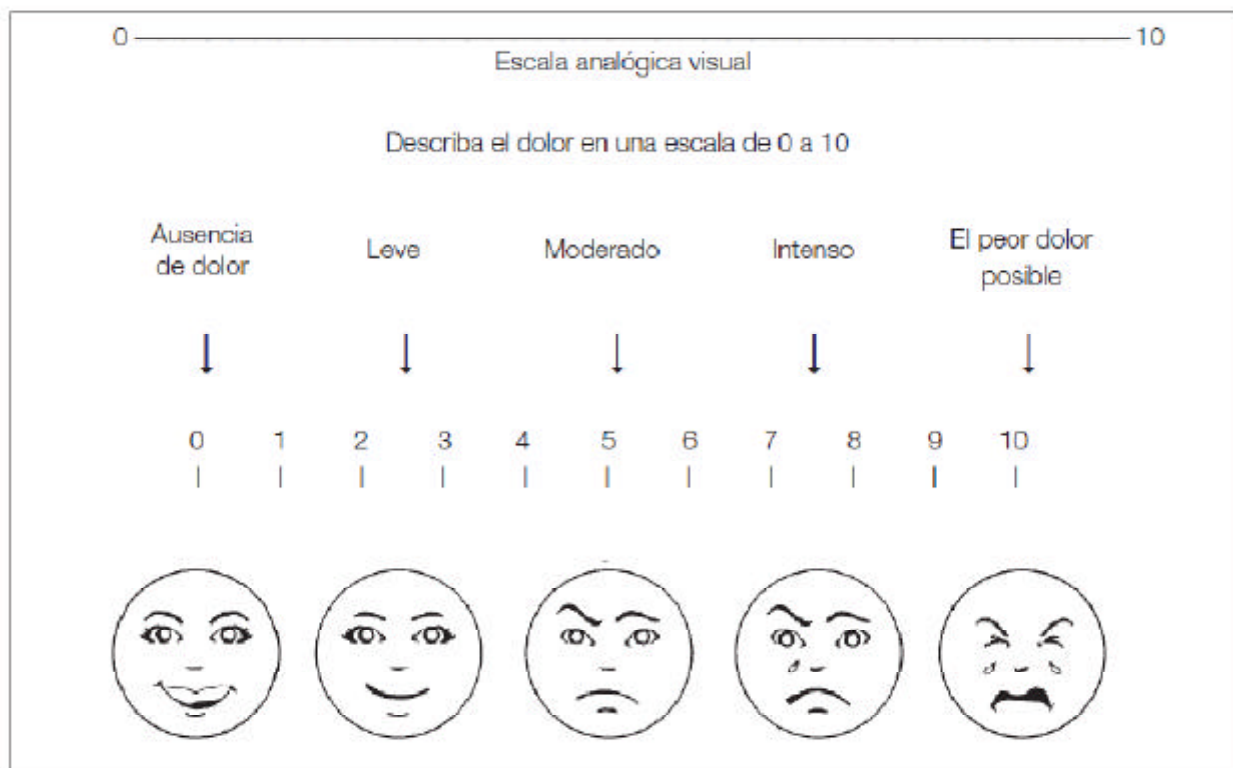 0 10
Escala analógica visual
Describa el dolor en una escala de 0 a 10
Ausencia
de dolor
Leve
Moderado
Intenso
El peor dolor
posible
0 1 2 3 4 5 6 7 8 9 10